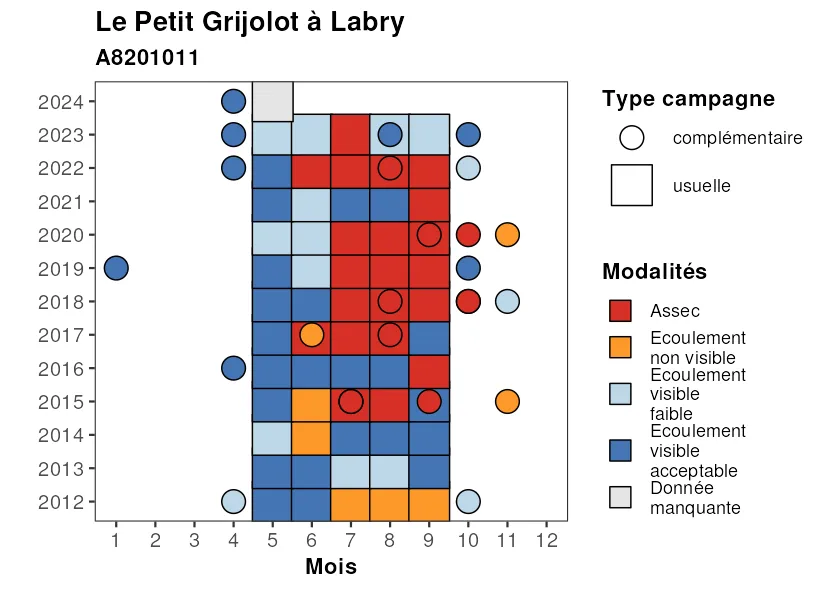 Le Petit Grijolot à Labry
A8201011
2024
2023
2022
2021
2020
2019
2018
2017
2016
2015
2014
2013
2012
1 2 3 4 5 6 7 8 9 10 11 12
Mois
Type campagne
complémentaire
usuelle
Modalités
Assec
Ecoulement
non visible
Ecoulement
visible
faible
Ecoulement
visible
acceptable
Donnée
manquante